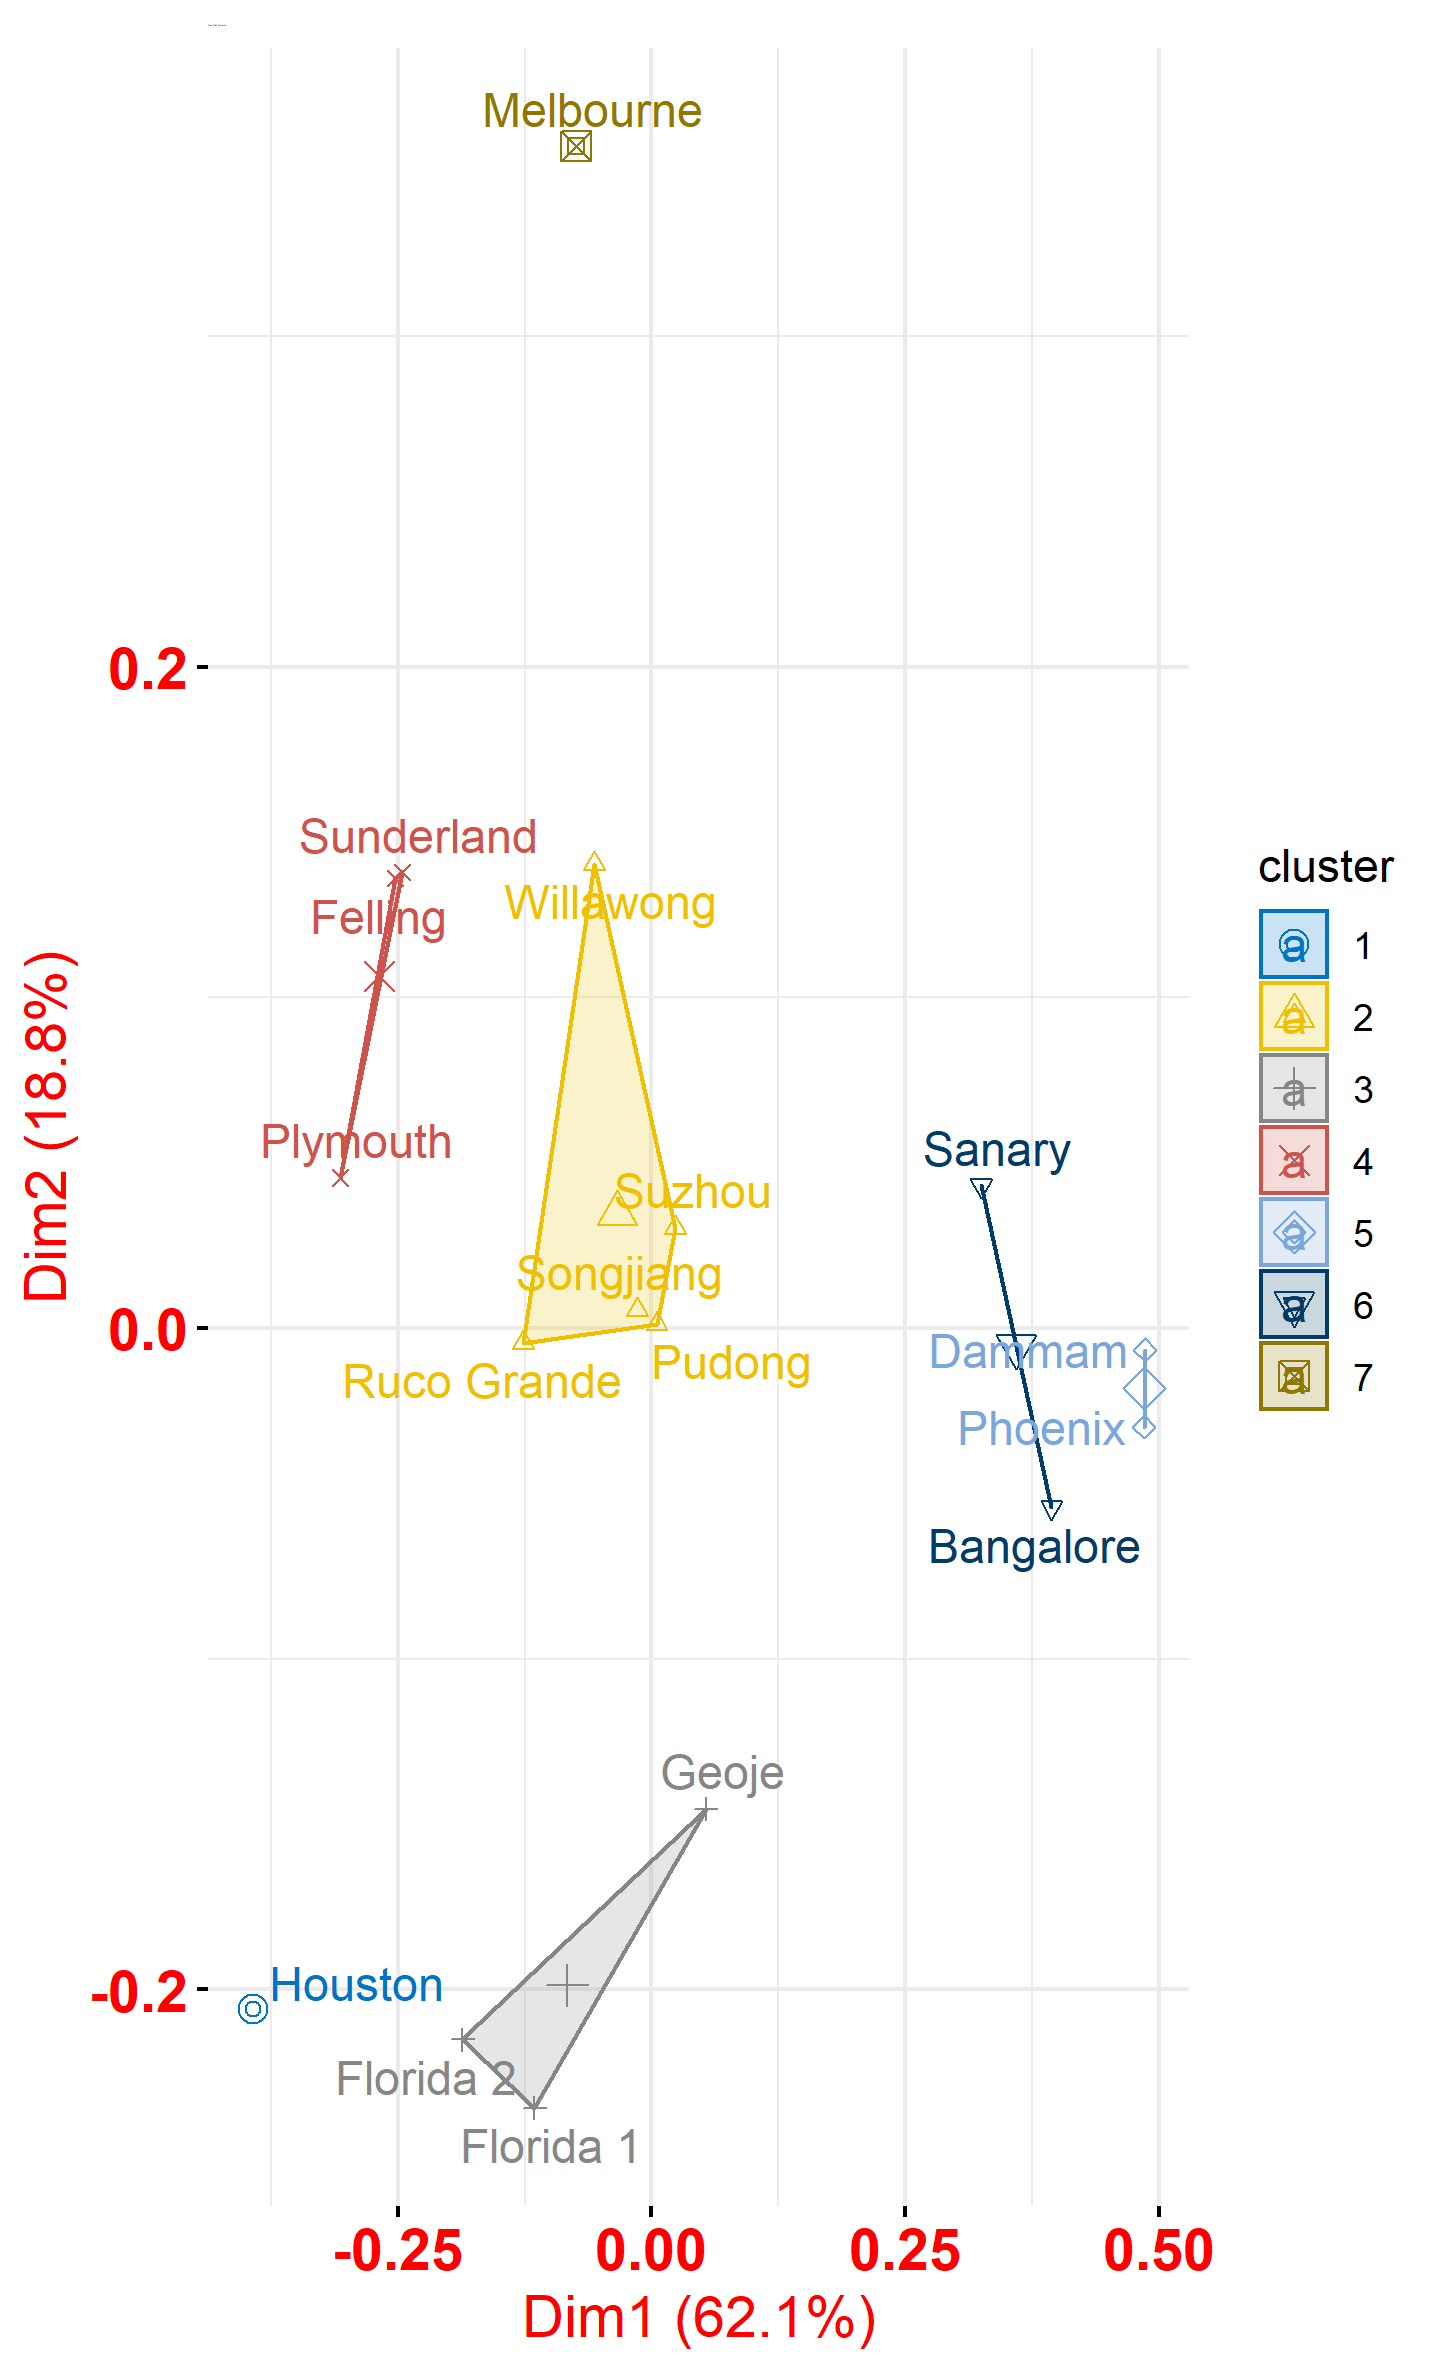 Melbourne
0.2
Sunderland
Felling
Willawong
Plymouth
Suzhou
Songjiang
Sanary
0.0
Ruco Grande
Pudong
Dammam
Phoenix
Bangalore
Geoje
-0.2
Houston
Florida 2
Florida 1
-0.25 0.00 0.25 0.50
Dim1 (62.1%)
Dim2 (18.8%)
cluster
a 1
a 2
a 3
a 4
a 5
a 6
a 7